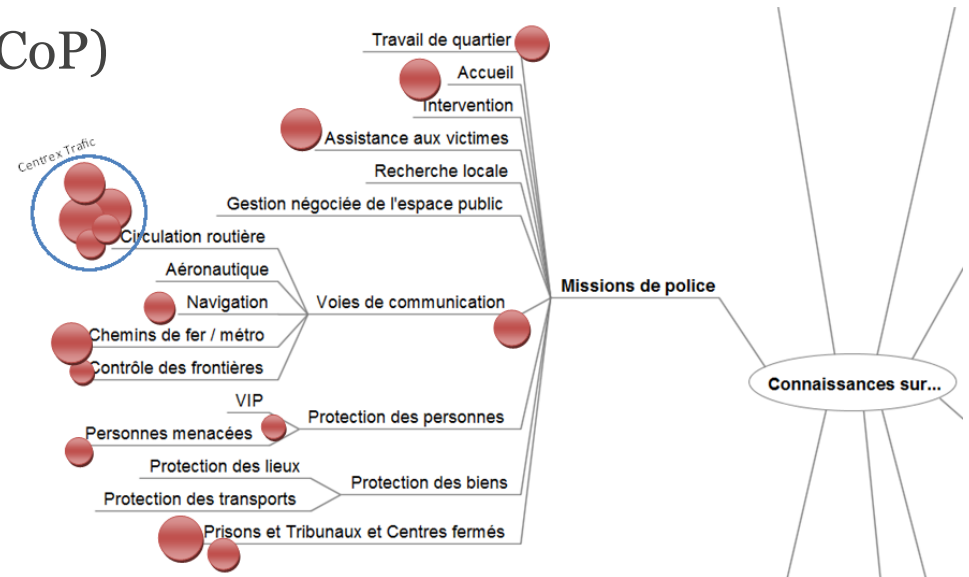 CoP)
Travail de quartier
Accueil
Intervention
Assistance aux victimes
Centrex Trafic
Recherche locale
Gestion négociée de l'espace public
Circulation routière
Aéronautique
Missions de police
Navigation
Voies de communication
Chemins de fer / métro
Contrôle des frontières
Connaissances sur...
VIP
Protection des personnes
Personnes menacées
Protection des lieux
Protection des biens
Protection des transports
Prisons et Tribunaux et Centres fermés